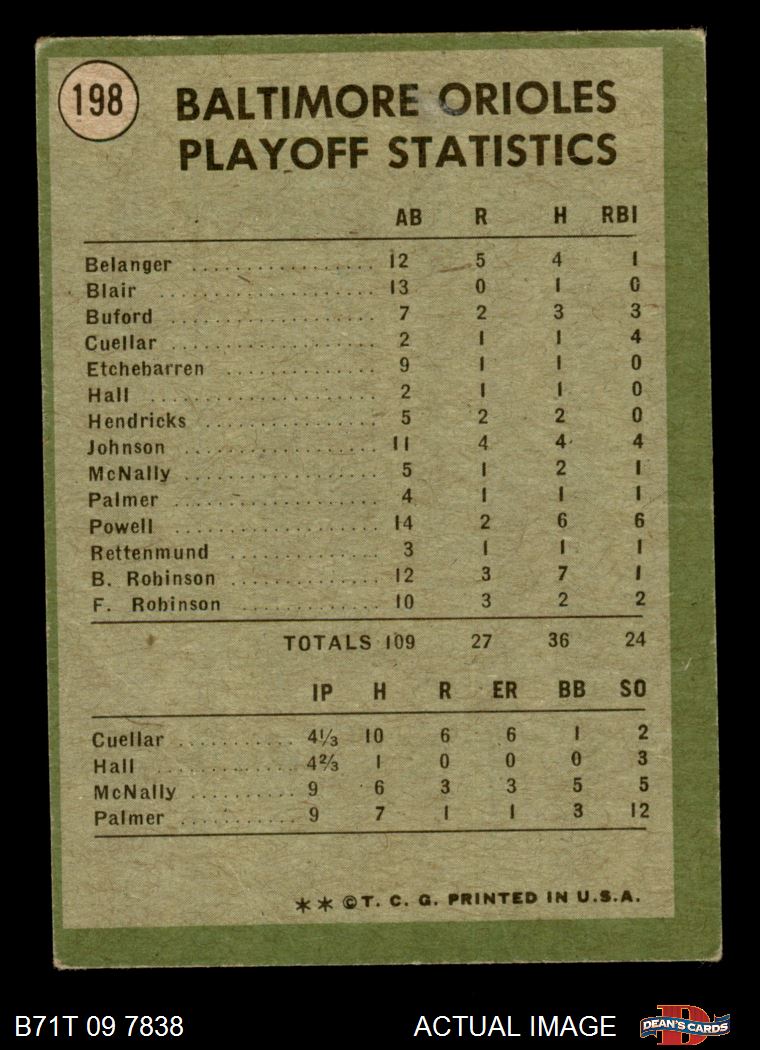 198
BALTIMORE ORIOLES
PLAYOFF STATISTICS
AB R H RBI
Belanger ................ 12 5 4 1
Blair ................ 13 0 1 0
Buford ................ 7 2 3 3
Cuellar ................ 2 1 1 4
Etchebarren ............ 9 1 1 0
Hall ................ 2 1 1 0
Hendricks ............ 5 2 2 0
Johnson ................ 11 4 4 4
McNally ................ 5 1 2 1
Palmer ................ 4 1 1 1
Powell ................ 14 2 6 6
Rettenmund ............ 3 1 1 1
B. Robinson ............ 12 3 7 1
F. Robinson ............ 10 3 2 2
TOTALS 109 27 36 24
IP H R ER BB SO
Cuellar .......... 4⅓ 10 6 6 1 2
Hall .......... 4⅔ 1 0 0 0 3
McNally .......... 9 6 3 3 5 5
Palmer .......... 9 7 1 1 3 12
** ©T. C. G. PRINTED IN U.S.A.
B71T 09 7838 ACTUAL IMAGE
D
DEAN'S CARDS